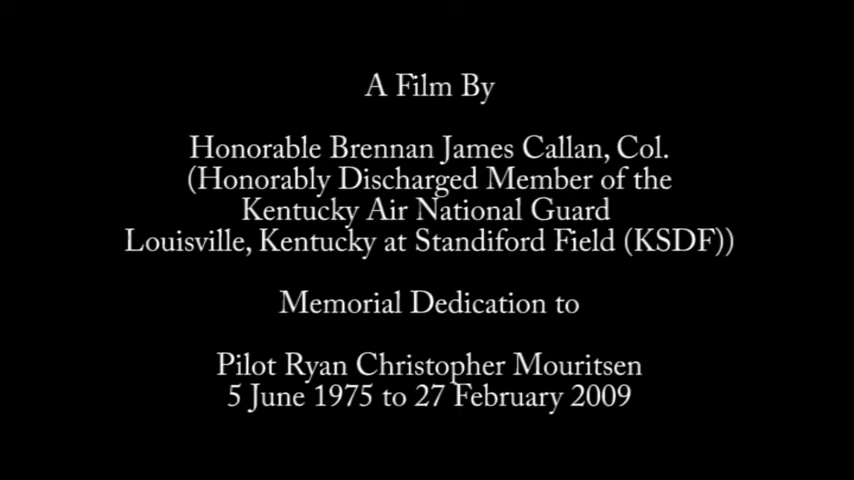 A Film By
Honorable Brennan James Callan, Col.
(Honorably Discharged Member of the
Kentucky Air National Guard
Louisville, Kentucky at Standiford Field (KSDF))
Memorial Dedication to
Pilot Ryan Christopher Mouritsen
5 June 1975 to 27 February 2009